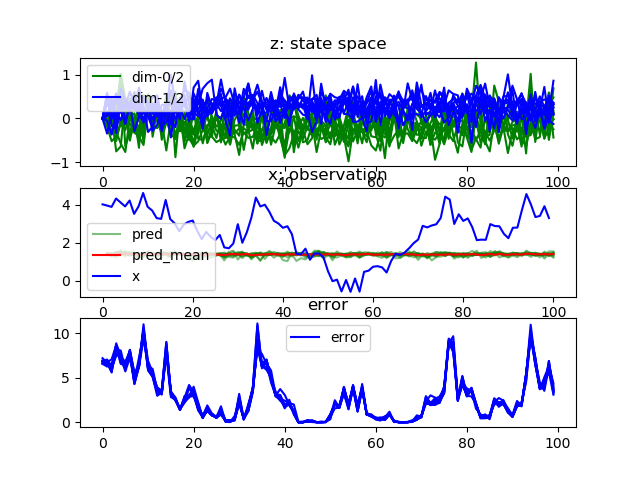 z: state space
1
0
−1
dim-0/2
dim-1/2
0 20 40 60 80 100
x: observation
4
2
0
pred
pred_mean
x
0 20 40 60 80 100
error
10
5
0
error
0 20 40 60 80 100